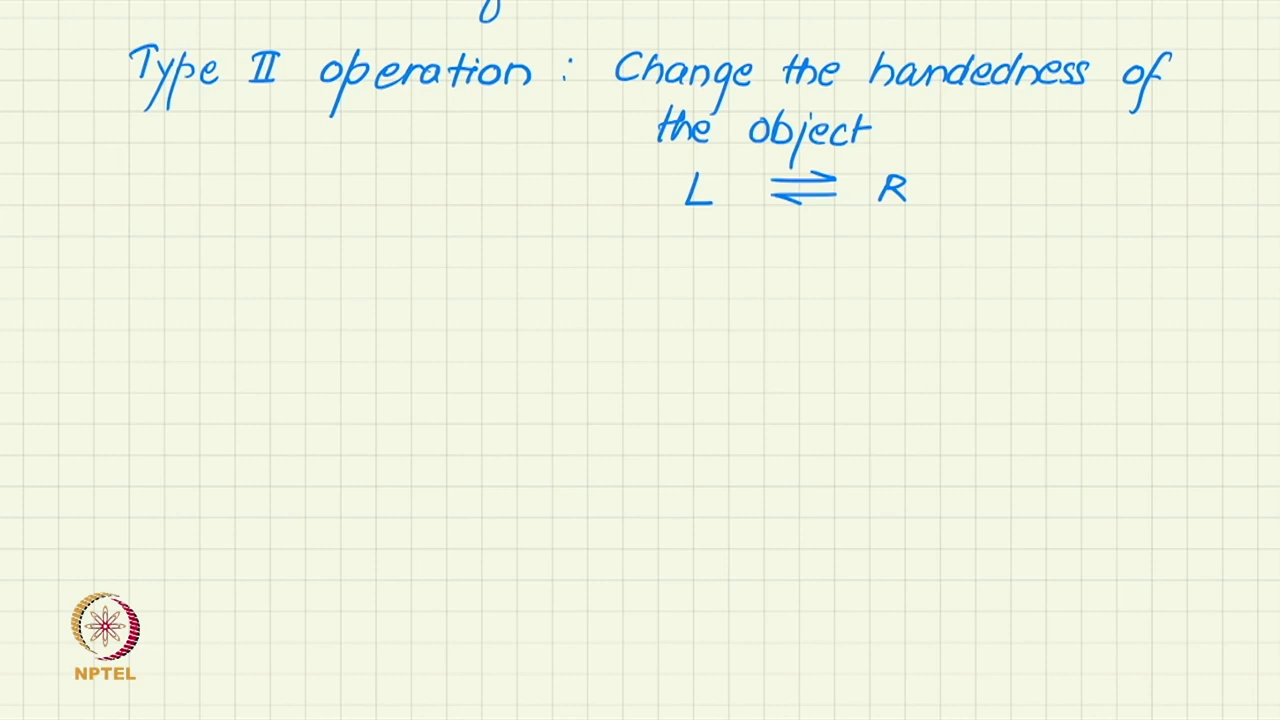 Type II operation : Change the handedness of
the object
L ⇌ R
NPTEL